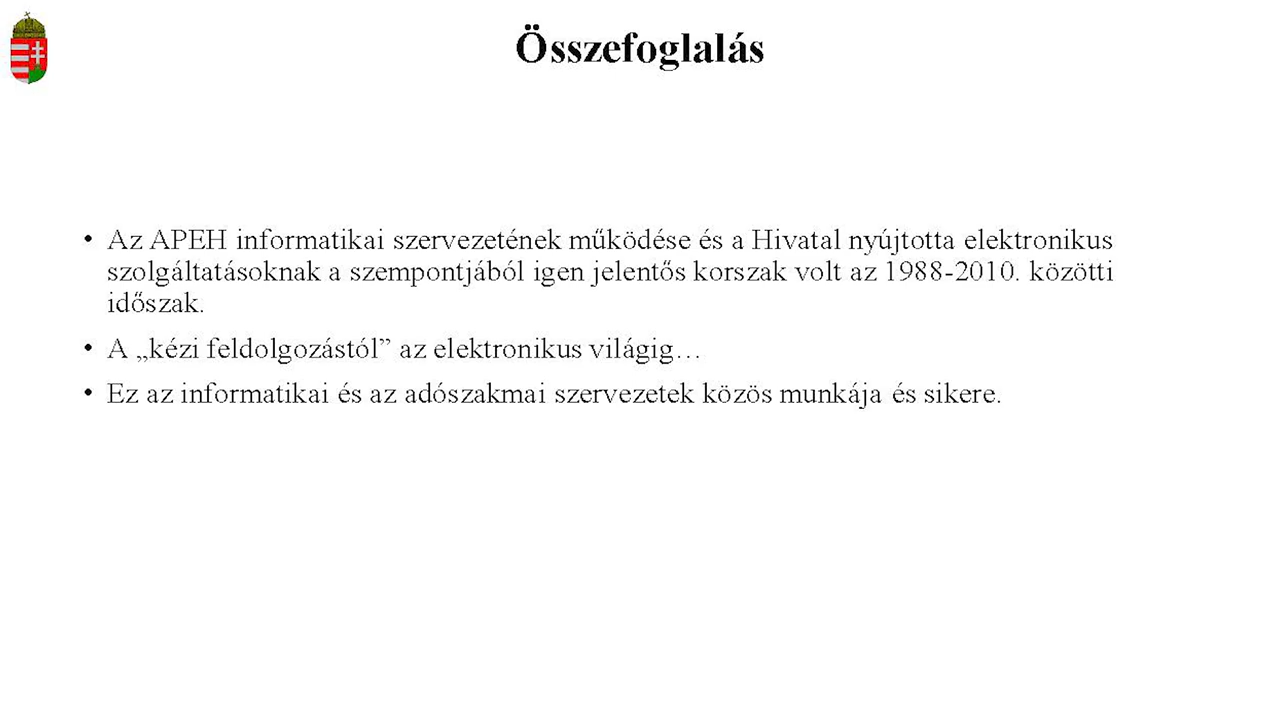 Összefoglalás
• Az APEH informatikai szervezetének működése és a Hivatal nyújtotta elektronikus
szolgáltatásoknak a szempontjából igen jelentős korszak volt az 1988-2010. közötti
időszak.
• A „kézi feldolgozástól” az elektronikus világig…
• Ez az informatikai és az adószakmai szervezetek közös munkája és sikere.